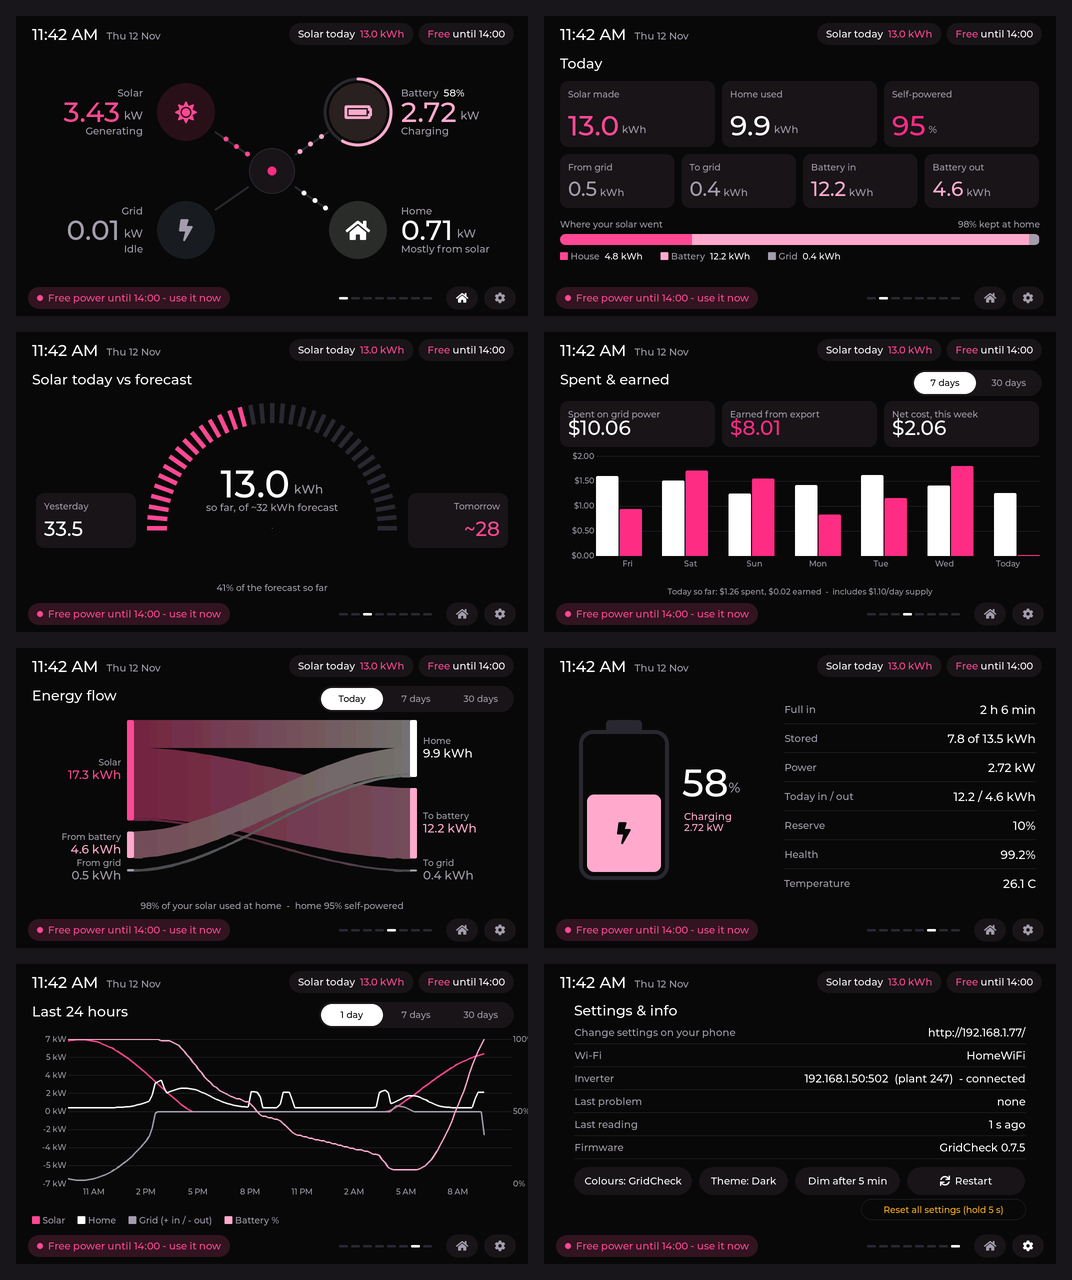 11:42 AM Thu 12 Nov
Solar today 13.0 kWh
Free until 14:00
Solar
3.43 kW
Generating
Battery 58%
2.72 kW
Charging
Grid
0.01 kW
Idle
Home
0.71 kW
Mostly from solar
Free power until 14:00 - use it now
11:42 AM Thu 12 Nov
Solar today 13.0 kWh
Free until 14:00
Today
Solar made
13.0 kWh
Home used
9.9 kWh
Self-powered
95 %
From grid
0.5 kWh
To grid
0.4 kWh
Battery in
12.2 kWh
Battery out
4.6 kWh
Where your solar went
98% kept at home
House 4.8 kWh
Battery 12.2 kWh
Grid 0.4 kWh
Free power until 14:00 - use it now
11:42 AM Thu 12 Nov
Solar today 13.0 kWh
Free until 14:00
Solar today vs forecast
13.0 kWh
so far, of ~32 kWh forecast
Yesterday
33.5
Tomorrow
~28
41% of the forecast so far
Free power until 14:00 - use it now
11:42 AM Thu 12 Nov
Solar today 13.0 kWh
Free until 14:00
Spent & earned
7 days
30 days
Spent on grid power
$10.06
Earned from export
$8.01
Net cost, this week
$2.06
$2.00
$1.50
$1.00
$0.50
$0.00
Fri
Sat
Sun
Mon
Tue
Wed
Today
Today so far: $1.26 spent, $0.02 earned - includes $1.10/day supply
Free power until 14:00 - use it now
11:42 AM Thu 12 Nov
Solar today 13.0 kWh
Free until 14:00
Energy flow
Today
7 days
30 days
Solar
17.3 kWh
From battery
4.6 kWh
From grid
0.5 kWh
Home
9.9 kWh
To battery
12.2 kWh
To grid
0.4 kWh
98% of your solar used at home - home 95% self-powered
Free power until 14:00 - use it now
11:42 AM Thu 12 Nov
Solar today 13.0 kWh
Free until 14:00
58%
Charging
2.72 kW
Full in 2 h 6 min
Stored 7.8 of 13.5 kWh
Power 2.72 kW
Today in / out 12.2 / 4.6 kWh
Reserve 10%
Health 99.2%
Temperature 26.1 C
Free power until 14:00 - use it now
11:42 AM Thu 12 Nov
Solar today 13.0 kWh
Free until 14:00
Last 24 hours
1 day
7 days
30 days
7 kW
5 kW
4 kW
2 kW
0 kW
-2 kW
-4 kW
-5 kW
-7 kW
100%
50%
0%
11 AM
2 PM
5 PM
8 PM
11 PM
2 AM
5 AM
8 AM
Solar
Home
Grid (+ in / - out)
Battery %
Free power until 14:00 - use it now
11:42 AM Thu 12 Nov
Solar today 13.0 kWh
Free until 14:00
Settings & info
Change settings on your phone http://192.168.1.77/
Wi-Fi HomeWiFi
Inverter 192.168.1.50:502 (plant 247) - connected
Last problem none
Last reading 1 s ago
Firmware GridCheck 0.7.5
Colours: GridCheck
Theme: Dark
Dim after 5 min
Restart
Reset all settings (hold 5 s)
Free power until 14:00 - use it now